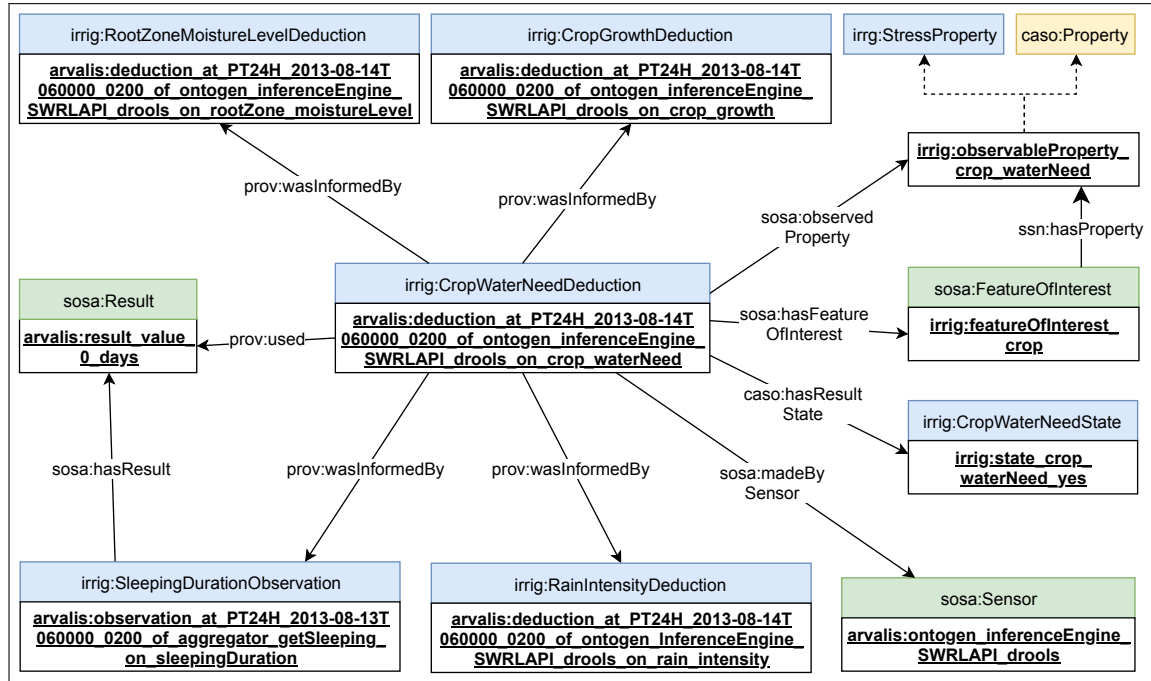 irrig:RootZoneMoistureLevelDeduction
arvalis:deduction_at_PT24H_2013-08-14T
060000_0200_of_ontogen_inferenceEngine_
SWRLAPI_drools_on_rootZone_moistureLevel
irrig:CropGrowthDeduction
arvalis:deduction_at_PT24H_2013-08-14T
060000_0200_of_ontogen_inferenceEngine_
SWRLAPI_drools_on_crop_growth
irrg:StressProperty
caso:Property
irrig:observableProperty_
crop_waterNeed
prov:wasInformedBy
prov:wasInformedBy
sosa:observed
Property
ssn:hasProperty
sosa:Result
arvalis:result_value_
0_days
prov:used
irrig:CropWaterNeedDeduction
arvalis:deduction_at_PT24H_2013-08-14T
060000_0200_of_ontogen_inferenceEngine_
SWRLAPI_drools_on_crop_waterNeed
sosa:hasFeature
OfInterest
sosa:FeatureOfInterest
irrig:featureOfInterest_
crop
caso:hasResult
State
irrig:CropWaterNeedState
irrig:state_crop_
waterNeed_yes
sosa:hasResult
prov:wasInformedBy
prov:wasInformedBy
sosa:madeBy
Sensor
irrig:SleepingDurationObservation
arvalis:observation_at_PT24H_2013-08-13T
060000_0200_of_aggregator_getSleeping_
on_sleepingDuration
irrig:RainIntensityDeduction
arvalis:deduction_at_PT24H_2013-08-14T
060000_0200_of_ontogen_InferenceEngine_
SWRLAPI_drools_on_rain_intensity
sosa:Sensor
arvalis:ontogen_inferenceEngine_
SWRLAPI_drools